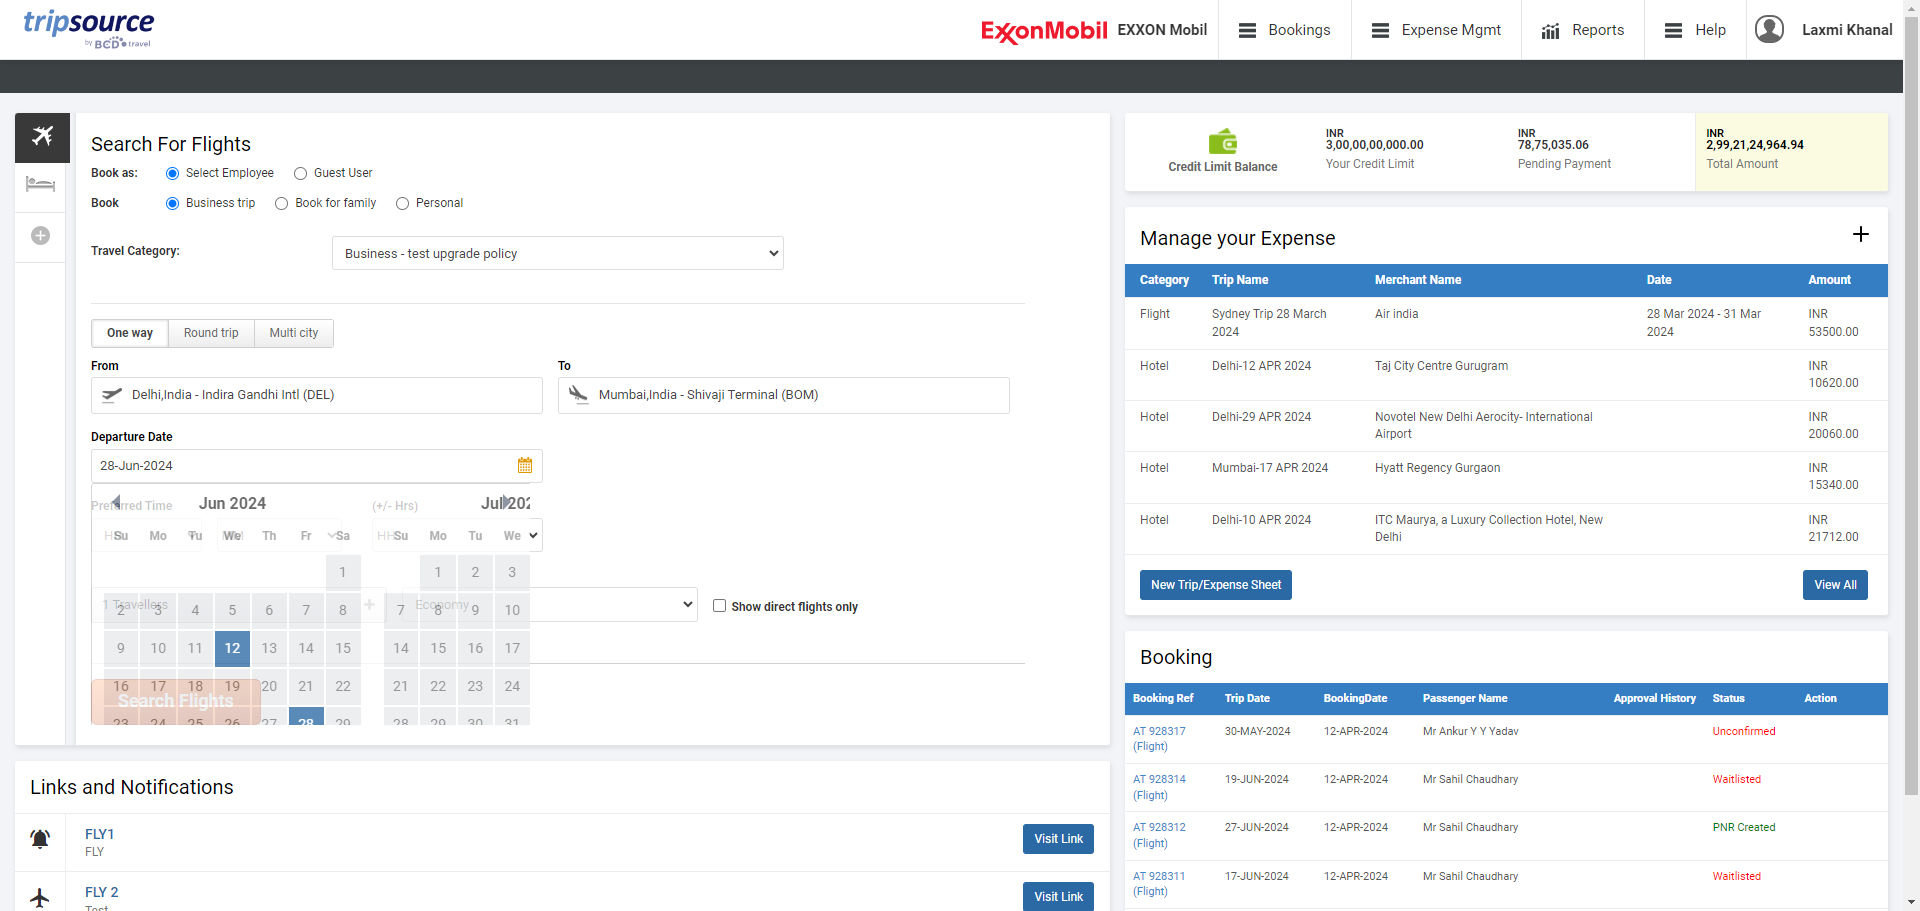 tripsource
by BCD travel
ExxonMobil EXXON Mobil
Bookings
Expense Mgmt
Reports
Help
Laxmi Khanal
Search For Flights
Book as: Select Employee Guest User
Book Business trip Book for family Personal
Travel Category: Business - test upgrade policy
One way Round trip Multi city
From To
Delhi,India - Indira Gandhi Intl (DEL) Mumbai,India - Shivaji Terminal (BOM)
Departure Date
28-Jun-2024
Preferred Time (+/- Hrs)
Jun 2024 Jul 202
Su Mo Tu We Th Fr Sa Su Mo Tu We
1 1 2 3
1 Travellers Economy
2 3 4 5 6 7 8 7 8 9 10
Show direct flights only
9 10 11 12 13 14 15 14 15 16 17
16 17 18 19 20 21 22 21 22 23 24
Search Flights
23 24 25 26 27 28 29 28 29 30 31
Links and Notifications
FLY1
FLY
Visit Link
FLY 2
Test
Visit Link
Credit Limit Balance
INR
3,00,00,00,000.00
Your Credit Limit
INR
78,75,035.06
Pending Payment
INR
2,99,21,24,964.94
Total Amount
Manage your Expense
Category Trip Name Merchant Name Date Amount
Flight Sydney Trip 28 March Air india 28 Mar 2024 - 31 Mar INR
2024 2024 53500.00
Hotel Delhi-12 APR 2024 Taj City Centre Gurugram INR
10620.00
Hotel Delhi-29 APR 2024 Novotel New Delhi Aerocity- International INR
Airport 20060.00
Hotel Mumbai-17 APR 2024 Hyatt Regency Gurgaon INR
15340.00
Hotel Delhi-10 APR 2024 ITC Maurya, a Luxury Collection Hotel, New INR
Delhi 21712.00
New Trip/Expense Sheet View All
Booking
Booking Ref Trip Date BookingDate Passenger Name Approval History Status Action
AT 928317 30-MAY-2024 12-APR-2024 Mr Ankur Y Y Yadav Unconfirmed
(Flight)
AT 928314 19-JUN-2024 12-APR-2024 Mr Sahil Chaudhary Waitlisted
(Flight)
AT 928312 27-JUN-2024 12-APR-2024 Mr Sahil Chaudhary PNR Created
(Flight)
AT 928311 17-JUN-2024 12-APR-2024 Mr Sahil Chaudhary Waitlisted
(Flight)